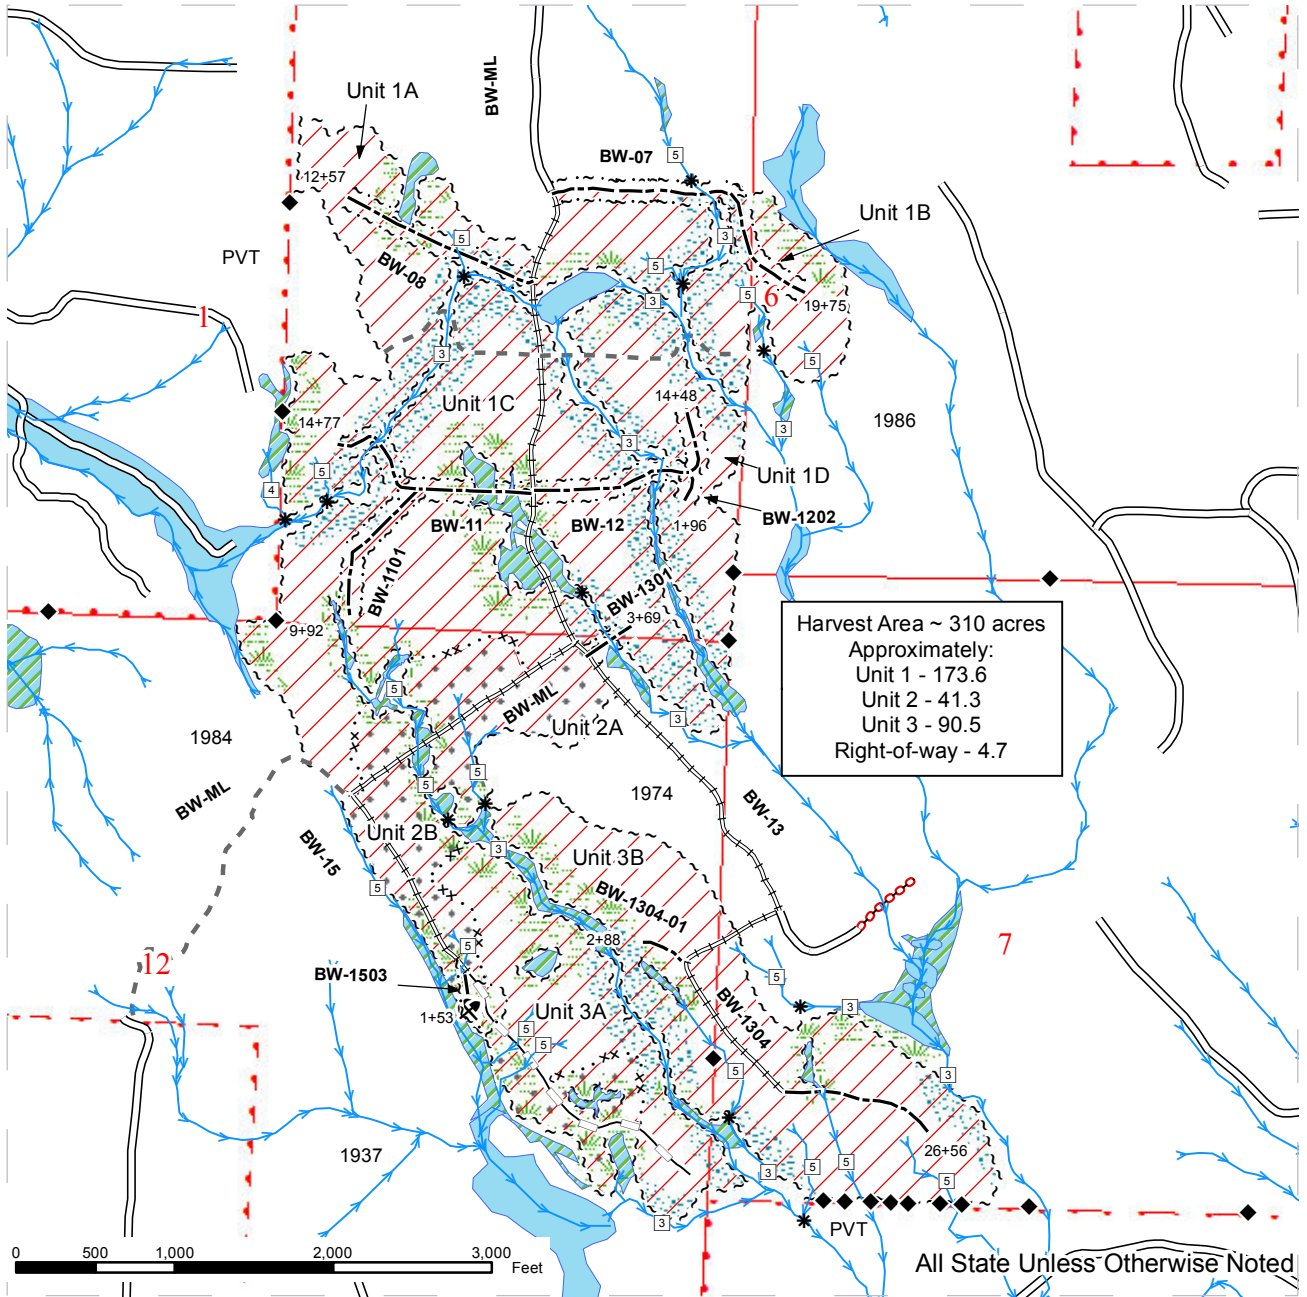 Unit 1A
BW-ML
BW-07
5
12+57
Unit 1B
PVT
BW-08
5
3
5
5
3
6
19+75
1
3
5
Unit 1C
14+48
14+77
1986
3
3
5
4
Unit 1D
BW-11
BW-12
1+96
BW-1202
BW-1101
BW-1301
9+92
3+69
Harvest Area ~ 310 acres
Approximately:
Unit 1 - 173.6
Unit 2 - 41.3
Unit 3 - 90.5
Right-of-way - 4.7
5
BW-ML
Unit 2A
3
1984
5
5
BW-ML
1974
BW-13
BW-15
Unit 2B
3
Unit 3B
5
BW-1304-01
2+88
5
7
12
BW-1503
5
1+53
Unit 3A
BW-1304
3
5
5
5
3
26+56
1937
5
5
3
5
3
PVT
0
500
1,000
2,000
3,000
Feet
All State Unless Otherwise Noted